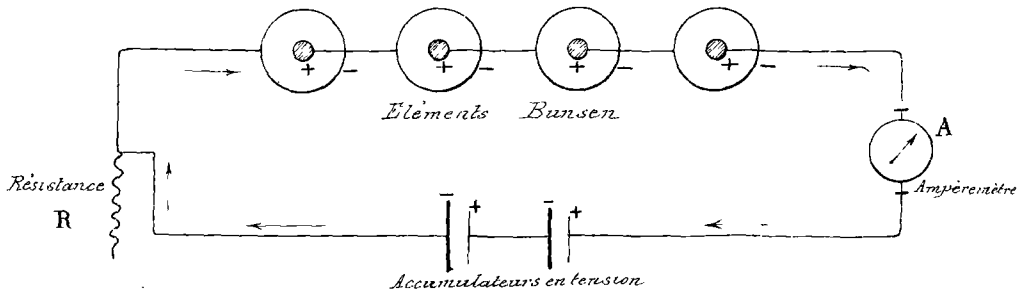 + − + − + − + −
Eléments Bunsen
A
Résistance
Ampèremètre
R
− + − +
Accumulateurs en tension